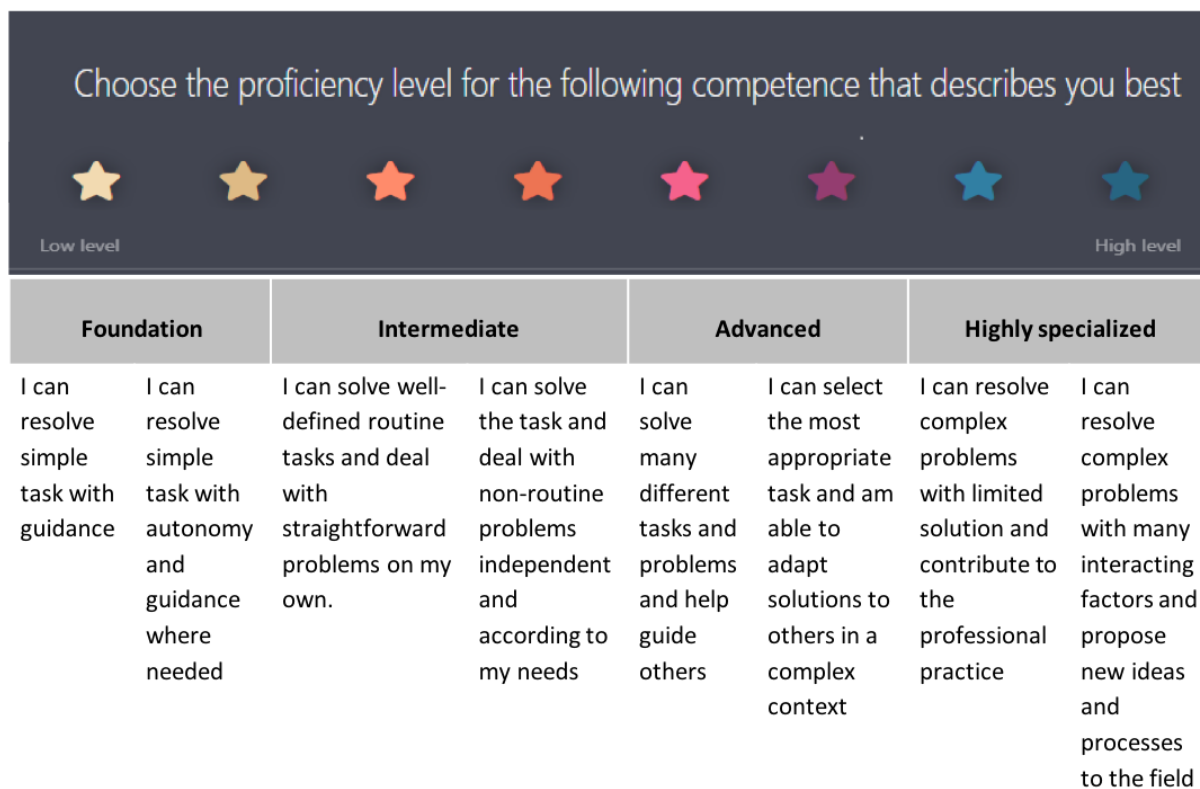 Choose the proficiency level for the following competence that describes you best
Low level
High level
Foundation
Intermediate
Advanced
Highly specialized
I can
resolve
simple
task with
guidance
I can
resolve
simple
task with
autonomy
and
guidance
where
needed
I can solve well-
defined routine
tasks and deal
with
straightforward
problems on my
own.
I can solve
the task and
deal with
non-routine
problems
independent
and
according to
my needs
I can
solve
many
different
tasks and
problems
and help
guide
others
I can select
the most
appropriate
task and am
able to
adapt
solutions to
others in a
complex
context
I can resolve
complex
problems
with limited
solution and
contribute to
the
professional
practice
I can
resolve
complex
problems
with many
interacting
factors and
propose
new ideas
and
processes
to the field